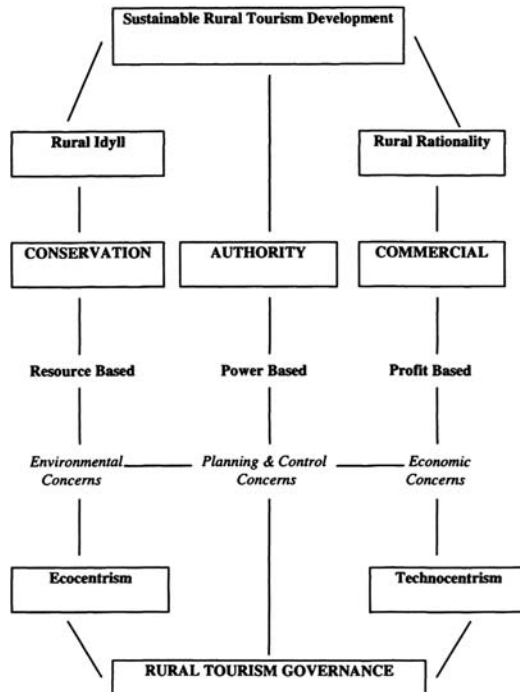 Sustainable Rural Tourism Development
Rural Idyll
Rural Rationality
CONSERVATION
AUTHORITY
COMMERCIAL
Resource Based
Power Based
Profit Based
Environmental
Concerns
Planning & Control
Concerns
Economic
Concerns
Ecocentrism
Technocentrism
RURAL TOURISM GOVERNANCE